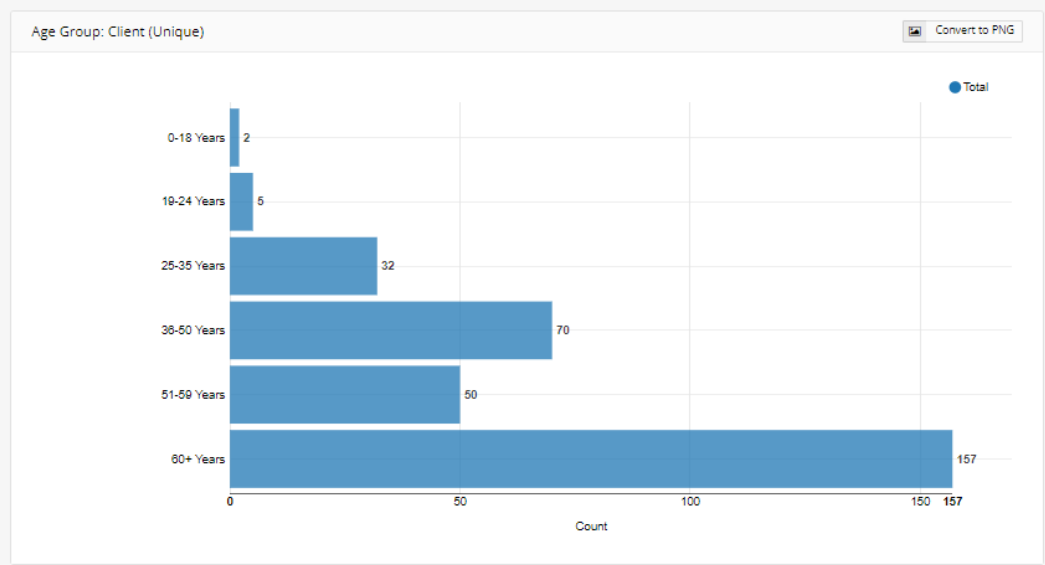 Age Group: Client (Unique)
Convert to PNG
Total
0-18 Years 2
19-24 Years 5
25-35 Years 32
36-50 Years 70
51-59 Years 50
60+ Years 157
0 50 100 150 157
Count